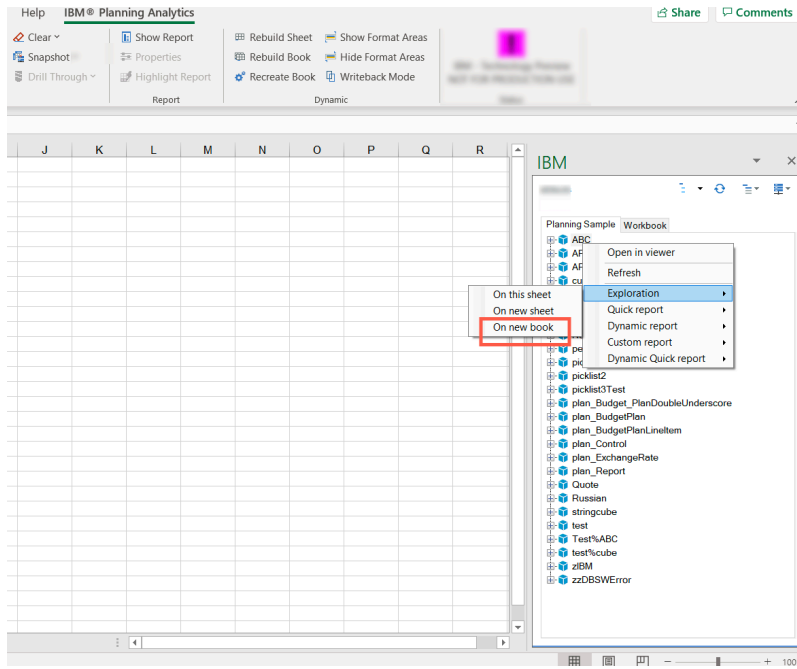 Help IBM® Planning Analytics Share Comments
Clear Show Report Rebuild Sheet Show Format Areas
Snapshot Properties Rebuild Book Hide Format Areas
Drill Through Highlight Report Recreate Book Writeback Mode
Report Dynamic
J K L M N O P Q R
IBM
Planning Sample Workbook
ABC
Open in viewer
Refresh
On this sheet Exploration
On new sheet Quick report
On new book Dynamic report
Custom report
Dynamic Quick report
picklist2
picklist3Test
plan_Budget_PlanDoubleUnderscore
plan_BudgetPlan
plan_BudgetPlanLineItem
plan_Control
plan_ExchangeRate
plan_Report
Quote
Russian
stringcube
test
Test%ABC
test%cube
zIBM
zzDBSWError
100